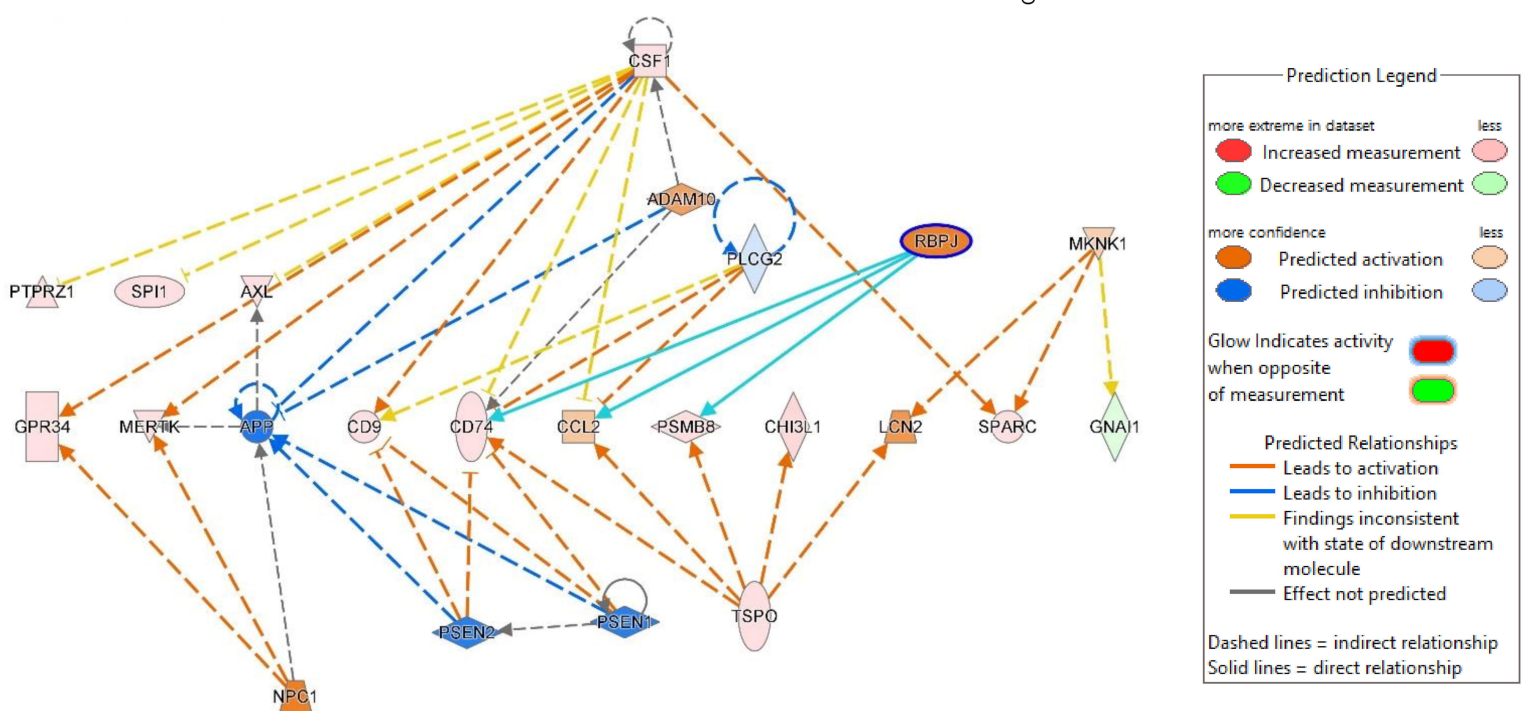 CSF1
ADAM10
PLCG2
RBPJ
MKNK1
PTPRZ1
SPI1
AXL
GPR34
MERTK
APP
CD9
CD74
CCL2
PSMB8
CHI3L1
LCN2
SPARC
GNAI1
PSEN2
PSEN1
TSPO
NPC1
Prediction Legend
more extreme in dataset less
Increased measurement
Decreased measurement
more confidence less
Predicted activation
Predicted inhibition
Glow Indicates activity
when opposite
of measurement
Predicted Relationships
Leads to activation
Leads to inhibition
Findings inconsistent
with state of downstream
molecule
Effect not predicted
Dashed lines = indirect relationship
Solid lines = direct relationship